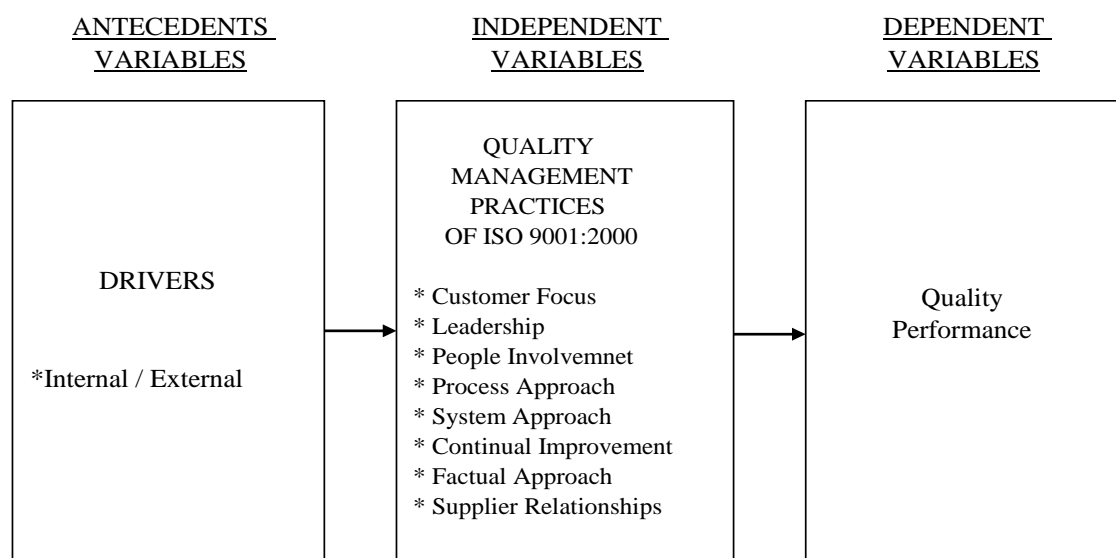 ANTECEDENTS
VARIABLES
INDEPENDENT
VARIABLES
DEPENDENT
VARIABLES
DRIVERS
*Internal / External
QUALITY
MANAGEMENT
PRACTICES
OF ISO 9001:2000
* Customer Focus
* Leadership
* People Involvemnet
* Process Approach
* System Approach
* Continual Improvement
* Factual Approach
* Supplier Relationships
Quality
Performance